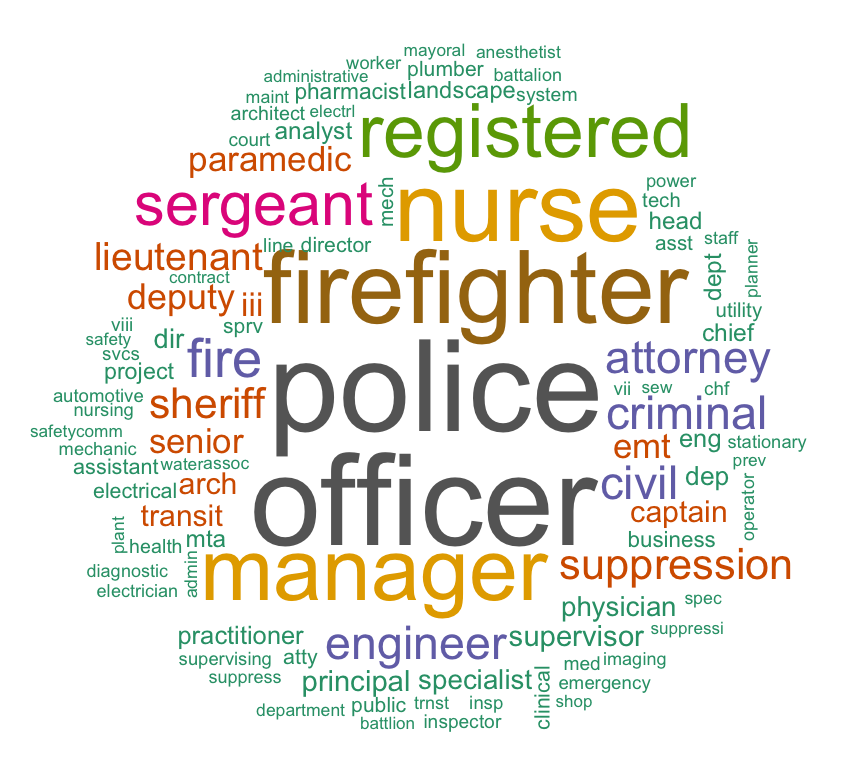 mayoral
anesthetist
worker
plumber
battalion
administrative
pharmacist
landscape
system
maint
architect
electrl
registered
court
analyst
paramedic
sergeant
mech
nurse
power
tech
head
asst
staff
lieutenant
line
director
firefighter
dept
planner
contract
deputy
iii
utility
viii
sprv
chief
safety
dir
svcs
fire
police
attorney
project
vii
sew
chf
automotive
nursing
sheriff
criminal
safetycomm
senior
emt
eng
stationary
mechanic
assistant
water
assoc
officer
civil
dep
prev
electrical
arch
captain
operator
transit
plant
mta
business
health
admin
manager
suppression
diagnostic
electrician
physician
spec
practitioner
engineer
supervisor
suppressi
supervising
atty
med
imaging
suppress
principal
specialist
clinical
emergency
department
public
trnst
insp
shop
battlion
inspector